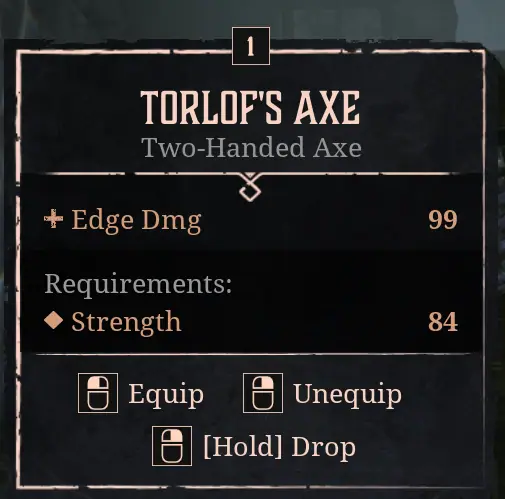 1
TORLOF'S AXE
Two-Handed Axe
Edge Dmg 99
Requirements:
Strength 84
Equip Unequip
[Hold] Drop